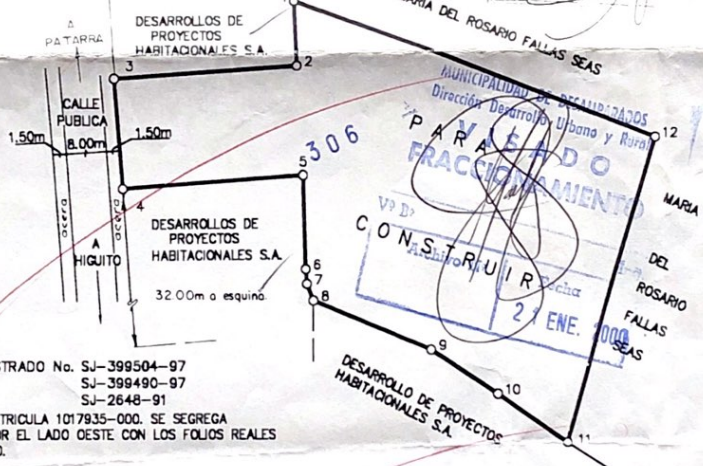 A
PATARRA
DESARROLLOS DE
PROYECTOS
HABITACIONALES S.A.
DEL ROSARIO FALLAS SEAS
2
3
CALLE
PUBLICA
1.50m
8.00m
1.50m
acera
acera
A
HIGUITO
4
5
306
DESARROLLOS DE
PROYECTOS
HABITACIONALES S.A.
32.00m a esquina.
6
7
8
9
10
11
12
MUNICIPALIDAD DE DESAMPARADOS
Dirección Desarrollo Urbano y Rural
VISADO
FRACCIONAMIENTO
Vº Bº
PARA
CONSTRUIR
Archivo
Fecha
21 ENE. 2000
MARIA
DEL
ROSARIO
FALLAS
SEAS
DESARROLLO DE PROYECTOS
HABITACIONALES S.A.
TRADO No. SJ-399504-97
SJ-399490-97
SJ-2648-91
TRICULA 1017935-000. SE SEGREGA
R EL LADO OESTE CON LOS FOLIOS REALES